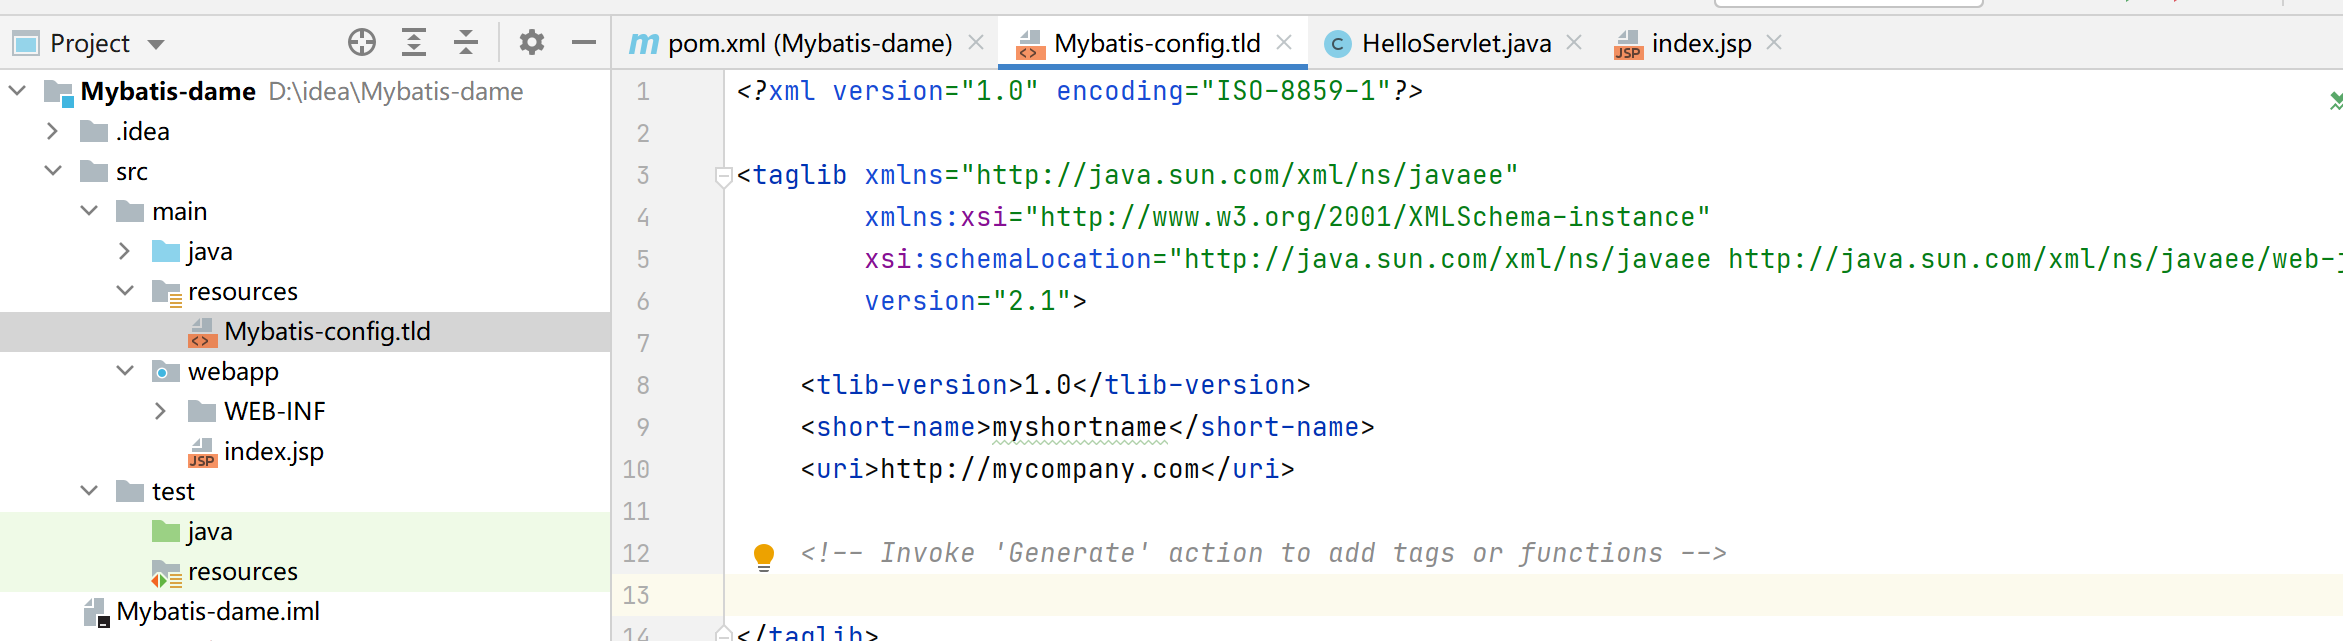 Project
pom.xml (Mybatis-dame)
Mybatis-config.tld
HelloServlet.java
index.jsp
Mybatis-dame D:\idea\Mybatis-dame
.idea
src
main
java
resources
Mybatis-config.tld
webapp
WEB-INF
index.jsp
test
java
resources
Mybatis-dame.iml
1 <?xml version="1.0" encoding="ISO-8859-1"?>
2
3 <taglib xmlns="http://java.sun.com/xml/ns/javaee"
4 xmlns:xsi="http://www.w3.org/2001/XMLSchema-instance"
5 xsi:schemaLocation="http://java.sun.com/xml/ns/javaee http://java.sun.com/xml/ns/javaee/web-j
6 version="2.1">
7
8 <tlib-version>1.0</tlib-version>
9 <short-name>myshortname</short-name>
10 <uri>http://mycompany.com</uri>
11
12 <!-- Invoke 'Generate' action to add tags or functions -->
13
14 </taglib>